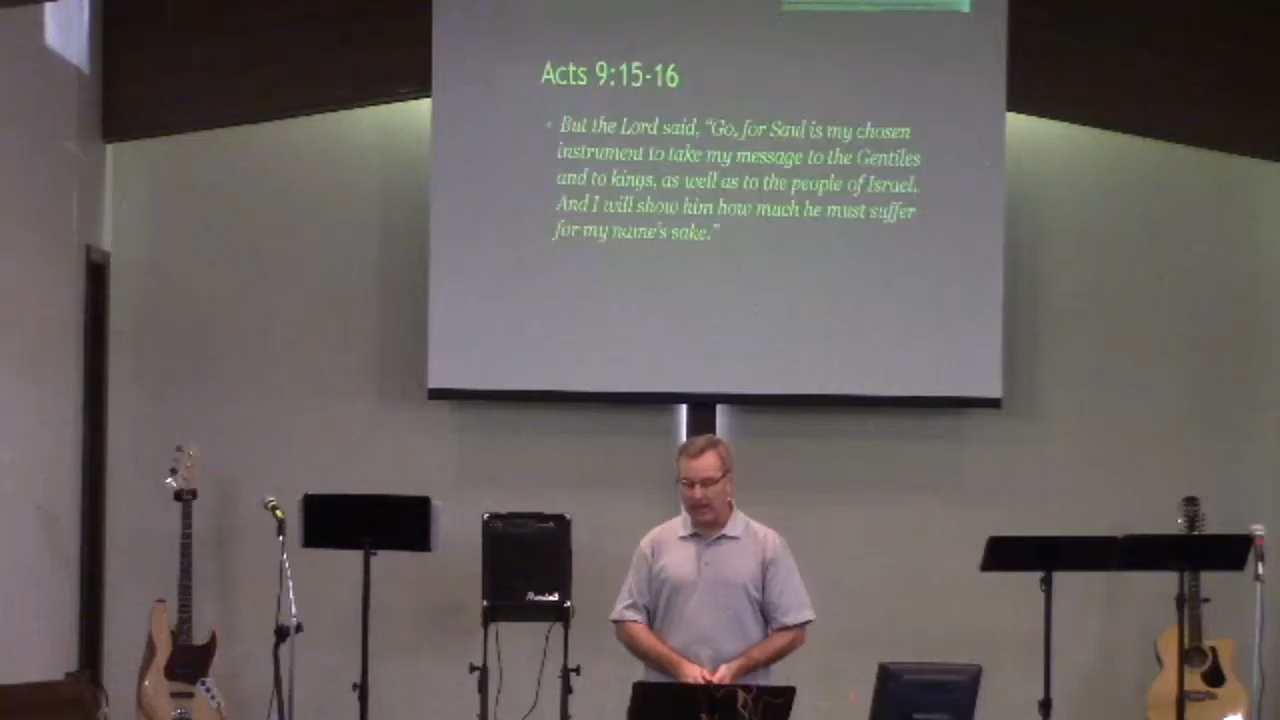 Acts 9:15-16
But the Lord said, “Go, for Saul is my chosen
instrument to take my message to the Gentiles
and to kings, as well as to the people of Israel.
And I will show him how much he must suffer
for my name’s sake.”